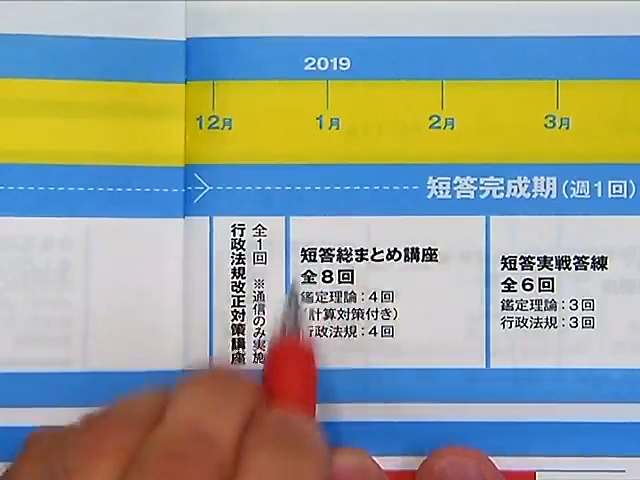 2019
12月
1月
2月
3月
短答完成期(週1回)
行政法規改正対策講座
全1回 ※通信のみ実施
短答総まとめ講座
全8回
鑑定理論:4回
計算対策付き)
行政法規:4回
短答実戦答練
全6回
鑑定理論:3回
行政法規:3回